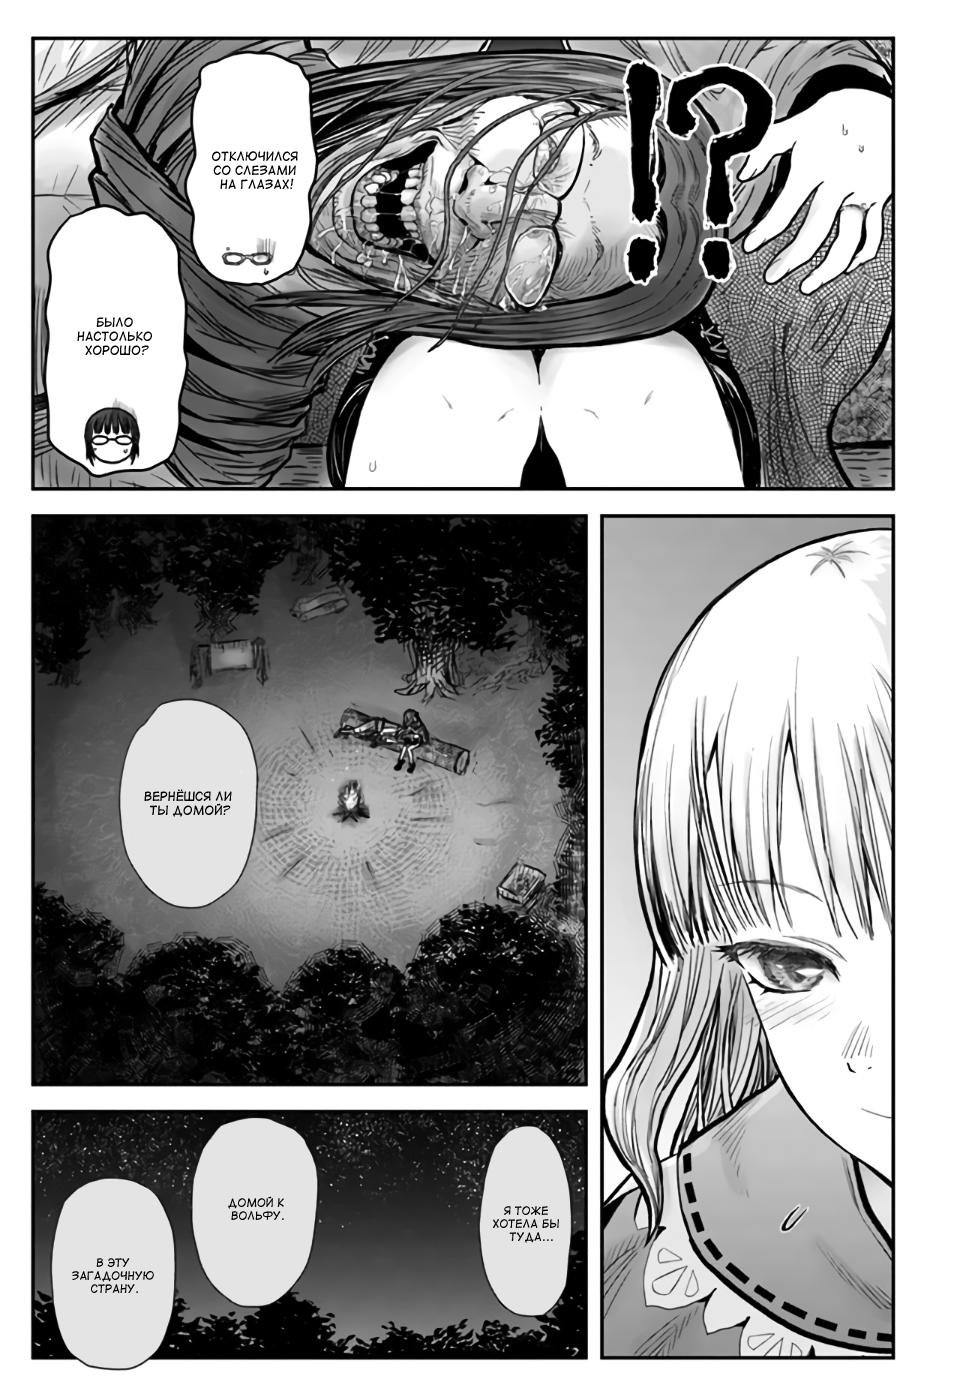 !?
ОТКЛЮЧИЛСЯ
СО СЛЕЗАМИ
НА ГЛАЗАХ!
БЫЛО
НАСТОЛЬКО
ХОРОШО?
ВЕРНЁШСЯ ЛИ
ТЫ ДОМОЙ?
Я ТОЖЕ
ХОТЕЛА БЫ
ТУДА...
ДОМОЙ К
ВОЛЬФУ.
В ЭТУ
ЗАГАДОЧНУЮ
СТРАНУ.